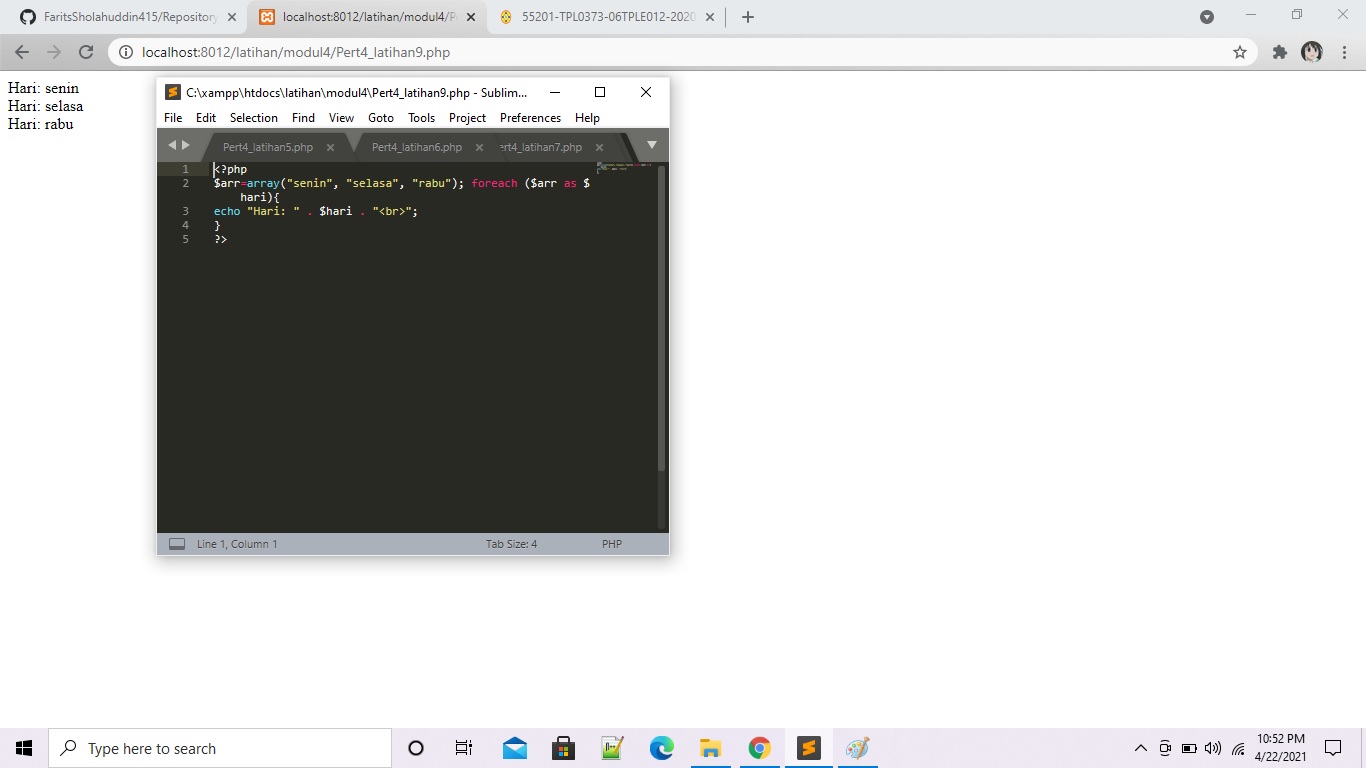 FaritsSholahuddin415/Repository
localhost:8012/latihan/modul4/P
55201-TPL0373-06TPLE012-2020
localhost:8012/latihan/modul4/Pert4_latihan9.php
Hari: senin
Hari: selasa
Hari: rabu
C:\xampp\htdocs\latihan\modul4\Pert4_latihan9.php - Sublim...
File Edit Selection Find View Goto Tools Project Preferences Help
Pert4_latihan5.php Pert4_latihan6.php ert4_latihan7.php
1 <?php
2 $arr=array("senin", "selasa", "rabu"); foreach ($arr as $
hari){
3 echo "Hari: " . $hari . "<br>";
4 }
5 ?>
Line 1, Column 1 Tab Size: 4 PHP
Type here to search
10:52 PM
4/22/2021